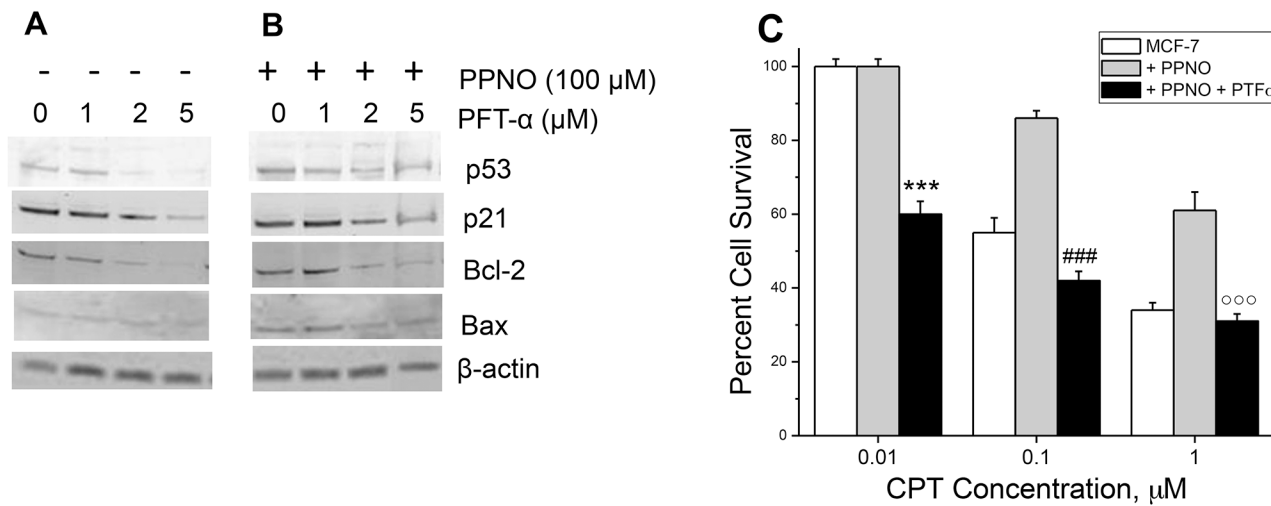 A
B
- - - -
+ + + + PPNO (100 μM)
0 1 2 5
0 1 2 5 PFT-α (μM)
p53
p21
Bcl-2
Bax
β-actin
C
MCF-7
+ PPNO
+ PPNO + PTFα
Percent Cell Survival
100
80
60
40
20
0
***
###
○○○
0.01 0.1 1
CPT Concentration, μM